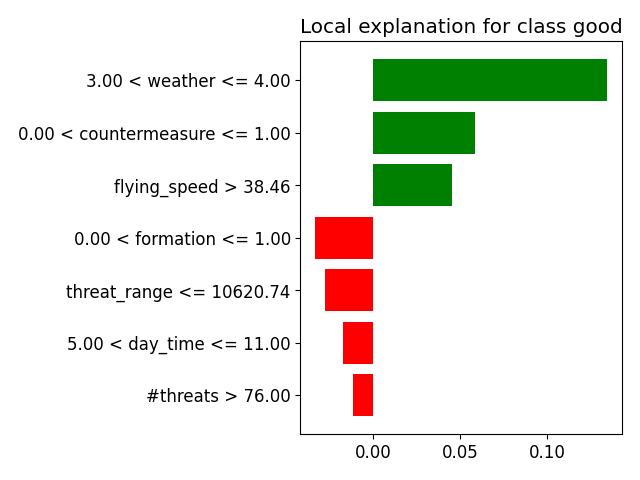 Local explanation for class good
3.00 < weather <= 4.00
0.00 < countermeasure <= 1.00
flying_speed > 38.46
0.00 < formation <= 1.00
threat_range <= 10620.74
5.00 < day_time <= 11.00
#threats > 76.00
0.00 0.05 0.10